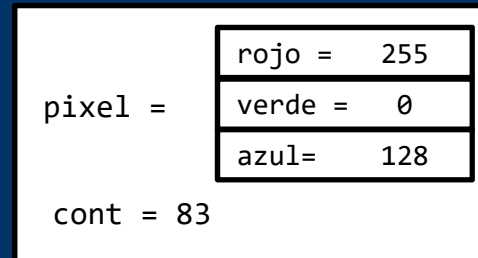 rojo = 255
pixel = verde = 0
azul= 128
cont = 83